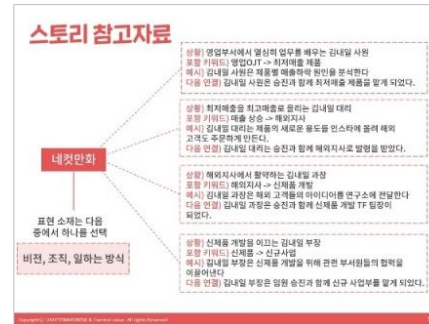 스토리 참고자료
상황) 영업부서에서 열심히 업무를 배우는 김내일 사원
포함 키워드) 영업OJT -> 최저매출 제품
예시) 김내일 사원은 제품별 매출하락 원인을 분석한다
다음 연결) 김내일 사원은 승진과 함께 최저매출 제품을 맡게 되었다.
상황) 최저매출을 최고매출로 올리는 김내일 대리
포함 키워드) 매출 상승 -> 해외지사
예시) 김내일 대리는 제품의 새로운 용도를 인스타에 올려 해외
고객도 주문하게 만든다.
다음 연결) 김내일 대리는 승진과 함께 해외지사로 발령을 받았다.
네컷만화
상황) 해외지사에서 활약하는 김내일 과장
포함 키워드) 해외지사 -> 신제품 개발
예시) 김내일 과장은 해외 고객들의 아이디어를 연구소에 전달한다
다음 연결) 김내일 과장은 승진과 함께 신제품 개발 TF 팀장이
되었다.
표현 소재는 다음
중에서 하나를 선택
비전, 조직, 일하는 방식
상황) 신제품 개발을 이끄는 김내일 부장
포함 키워드) 신제품 -> 신규사업
예시) 김내일 부장은 신제품 개발을 위해 관련 부서원들의 협력을
이끌어낸다
다음 연결) 김내일 부장은 임원 승진과 함께 신규 사업부를 맡게 되었다.